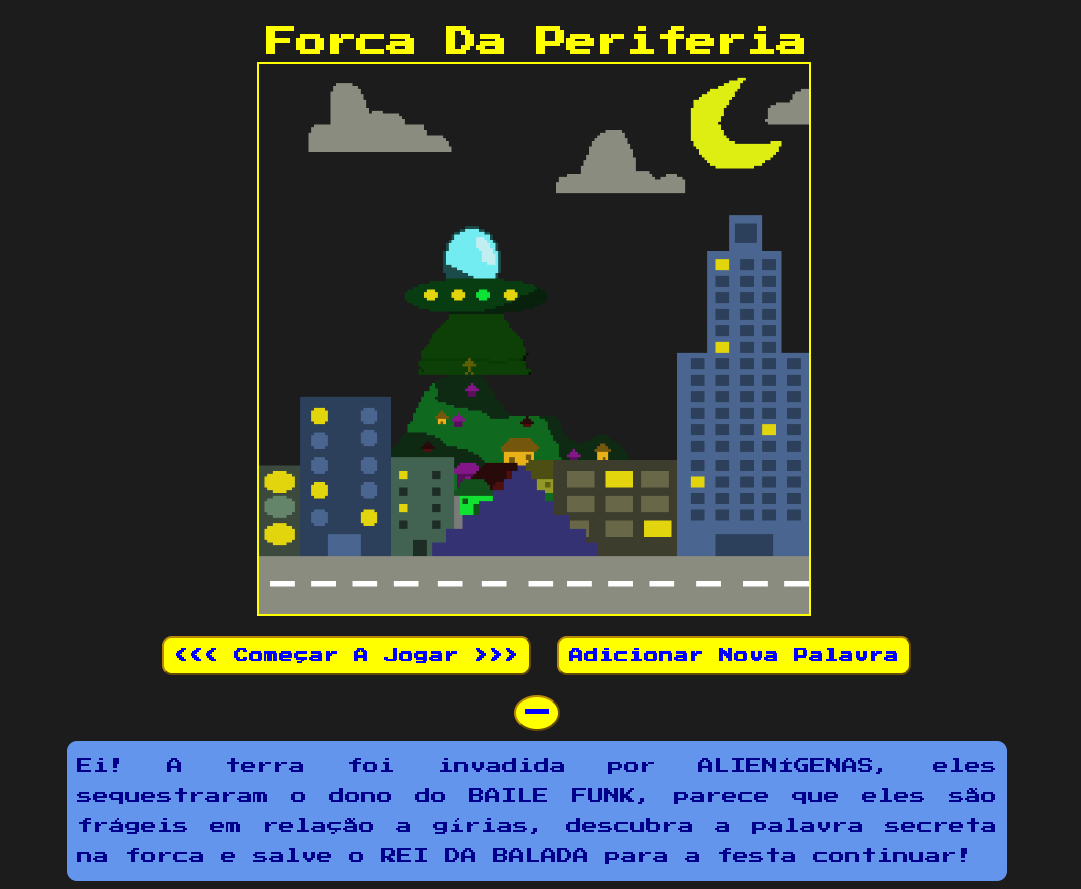 Forca Da Periferia
<<< Começar A Jogar >>>
Adicionar Nova Palavra
Ei! A terra foi invadida por ALIENíGENAS, eles
sequestraram o dono do BAILE FUNK, parece que eles são
frágeis em relação a gírias, descubra a palavra secreta
na forca e salve o REI DA BALADA para a festa continuar!